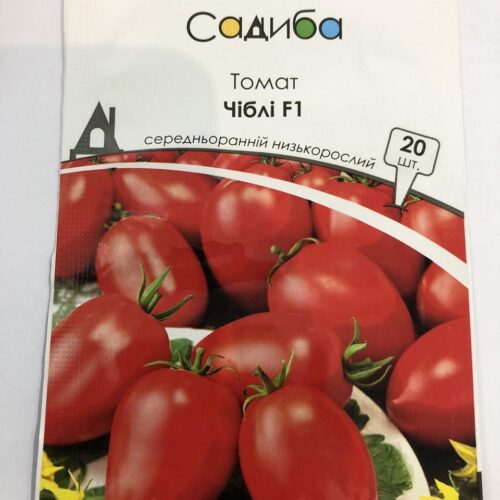 Садиба
Томат
Чіблі F1
середньоранній низькорослий
20
шт.